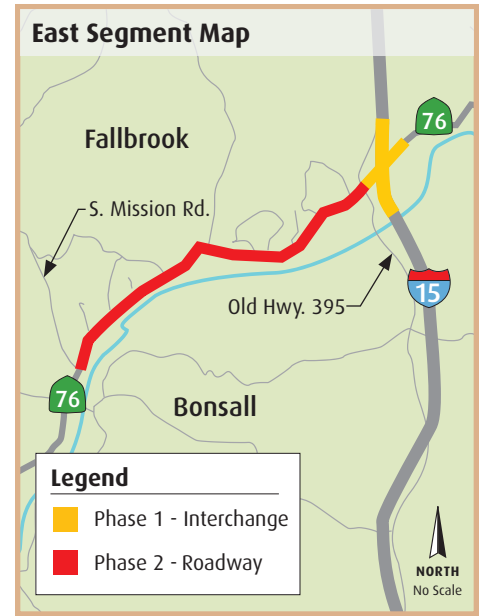 East Segment Map
76
Fallbrook
S. Mission Rd.
Old Hwy. 395
15
76
Bonsall
Legend
Phase 1 - Interchange
Phase 2 - Roadway
NORTH
No Scale